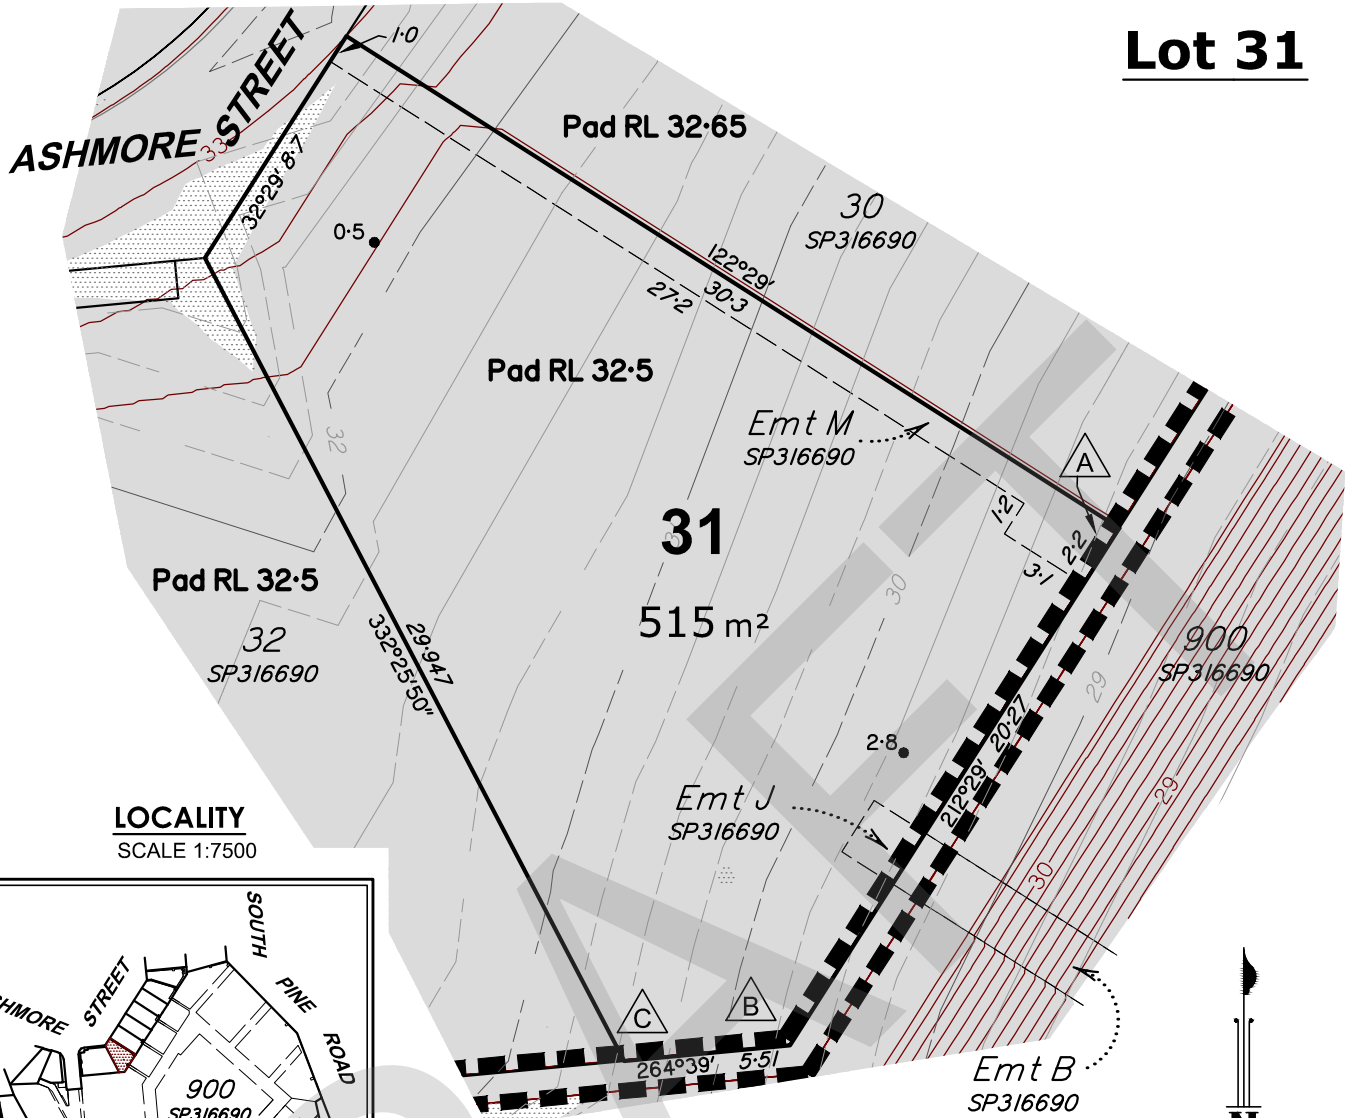 Lot 31
1·0
ASHMORE STREET
33
Pad RL 32·65
32°29' 8·7
30
SP316690
0·5
122°29'
30·3
27·2
Pad RL 32·5
Emt M
SP316690
32
A
1·2
31
2·2
3·1
Pad RL 32·5
30
515 m²
32
SP316690
29·947
332°25'50"
900
SP316690
29
20·27
212°29'
2·8
29
Emt J
SP316690
30
LOCALITY
SCALE 1:7500
SOUTH PINE ROAD
STREET
900
SP316690
C
B
264°39' 5·51
Emt B
SP316690
N